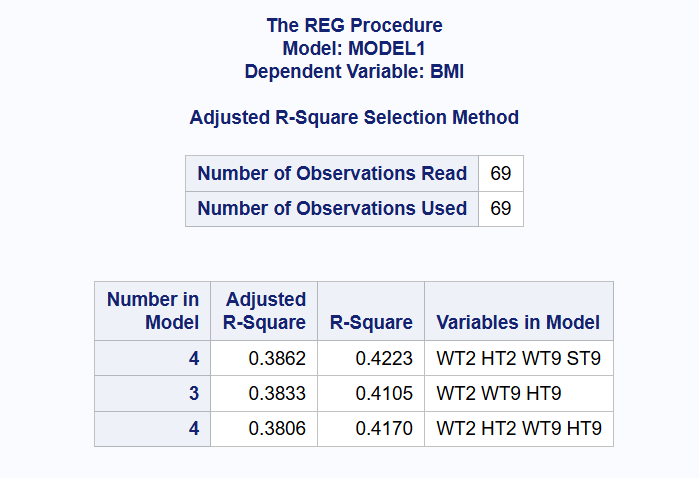 The REG Procedure
Model: MODEL1
Dependent Variable: BMI
Adjusted R-Square Selection Method
Number of Observations Read 69
Number of Observations Used 69
Number in Model Adjusted R-Square R-Square Variables in Model
4 0.3862 0.4223 WT2 HT2 WT9 ST9
3 0.3833 0.4105 WT2 WT9 HT9
4 0.3806 0.4170 WT2 HT2 WT9 HT9